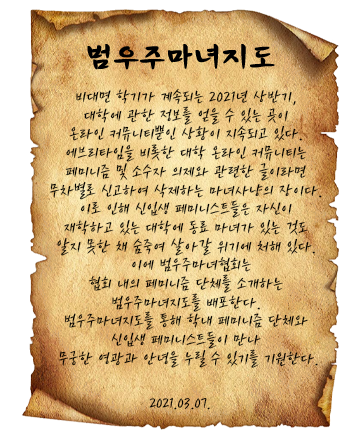 범우주마녀지도
비대면 학기가 계속되는 2021년 상반기,
대학에 관한 정보를 얻을 수 있는 곳이
온라인 커뮤니티뿐인 상황이 지속되고 있다.
에브리타임을 비롯한 대학 온라인 커뮤니티는
페미니즘 및 소수자 의제와 관련한 글이라면
무차별로 신고하여 삭제하는 마녀사냥의 장이다.
이로 인해 신입생 페미니스트들은 자신이
재학하고 있는 대학에 동료 마녀가 있는 것도
알지 못한 채 숨죽여 살아갈 위기에 처해 있다.
이에 범우주마녀협회는
협회 내의 페미니즘 단체를 소개하는
범우주마녀지도를 배포한다.
범우주마녀지도를 통해 학내 페미니즘 단체와
신입생 페미니스트들이 만나
무궁한 영광과 안녕을 누릴 수 있기를 기원한다.
2021.03.07.